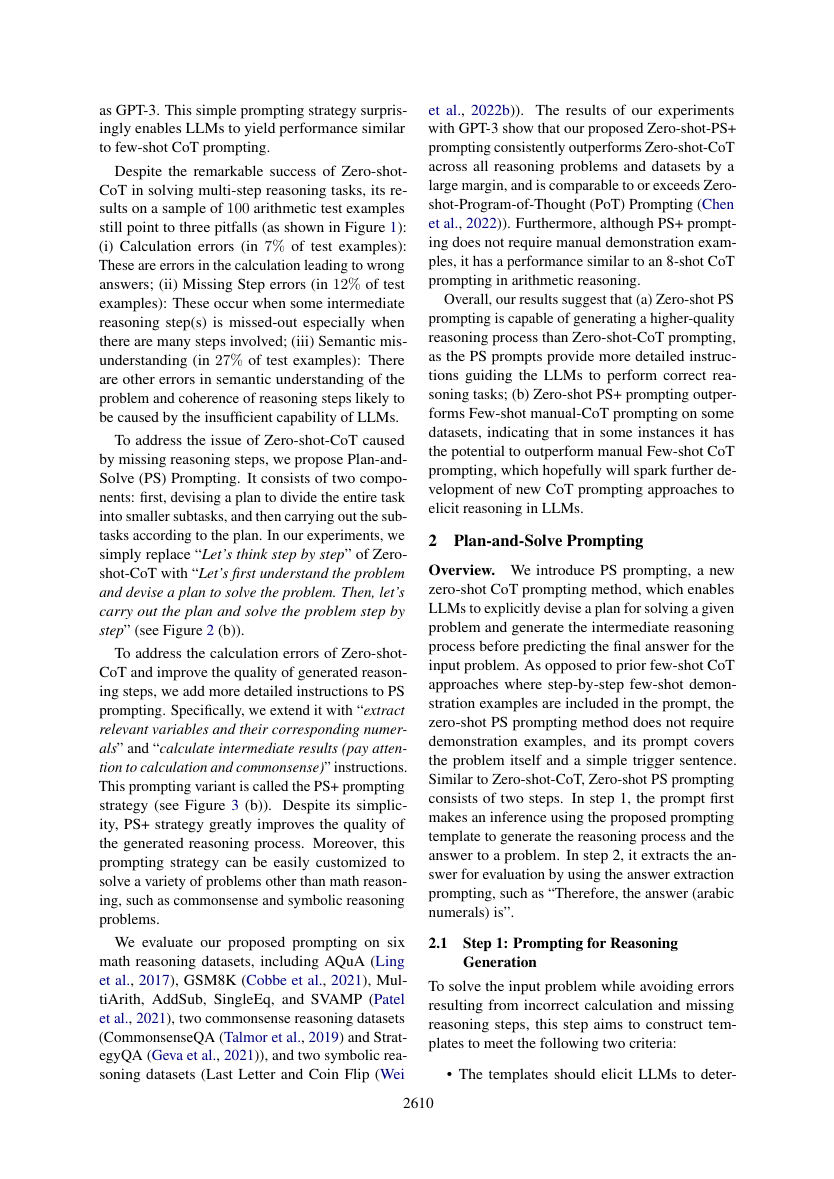 as GPT-3. This simple prompting strategy surpris-
ingly enables LLMs to yield performance similar
to few-shot CoT prompting.
Despite the remarkable success of Zero-shot-
CoT in solving multi-step reasoning tasks, its re-
sults on a sample of 100 arithmetic test examples
still point to three pitfalls (as shown in Figure 1):
(i) Calculation errors (in 7% of test examples):
These are errors in the calculation leading to wrong
answers; (ii) Missing Step errors (in 12% of test
examples): These occur when some intermediate
reasoning step(s) is missed-out especially when
there are many steps involved; (iii) Semantic mis-
understanding (in 27% of test examples): There
are other errors in semantic understanding of the
problem and coherence of reasoning steps likely to
be caused by the insufficient capability of LLMs.
To address the issue of Zero-shot-CoT caused
by missing reasoning steps, we propose Plan-and-
Solve (PS) Prompting. It consists of two compo-
nents: first, devising a plan to divide the entire task
into smaller subtasks, and then carrying out the sub-
tasks according to the plan. In our experiments, we
simply replace “Let’s think step by step” of Zero-
shot-CoT with “Let’s first understand the problem
and devise a plan to solve the problem. Then, let’s
carry out the plan and solve the problem step by
step” (see Figure 2 (b)).
To address the calculation errors of Zero-shot-
CoT and improve the quality of generated reason-
ing steps, we add more detailed instructions to PS
prompting. Specifically, we extend it with “extract
relevant variables and their corresponding numer-
als” and “calculate intermediate results (pay atten-
tion to calculation and commonsense)” instructions.
This prompting variant is called the PS+ prompting
strategy (see Figure 3 (b)). Despite its simplic-
ity, PS+ strategy greatly improves the quality of
the generated reasoning process. Moreover, this
prompting strategy can be easily customized to
solve a variety of problems other than math reason-
ing, such as commonsense and symbolic reasoning
problems.
We evaluate our proposed prompting on six
math reasoning datasets, including AQuA (Ling
et al., 2017), GSM8K (Cobbe et al., 2021), Mul-
tiArith, AddSub, SingleEq, and SVAMP (Patel
et al., 2021), two commonsense reasoning datasets
(CommonsenseQA (Talmor et al., 2019) and Strat-
egyQA (Geva et al., 2021)), and two symbolic rea-
soning datasets (Last Letter and Coin Flip (Wei
et al., 2022b)). The results of our experiments
with GPT-3 show that our proposed Zero-shot-PS+
prompting consistently outperforms Zero-shot-CoT
across all reasoning problems and datasets by a
large margin, and is comparable to or exceeds Zero-
shot-Program-of-Thought (PoT) Prompting (Chen
et al., 2022)). Furthermore, although PS+ prompt-
ing does not require manual demonstration exam-
ples, it has a performance similar to an 8-shot CoT
prompting in arithmetic reasoning.
Overall, our results suggest that (a) Zero-shot PS
prompting is capable of generating a higher-quality
reasoning process than Zero-shot-CoT prompting,
as the PS prompts provide more detailed instruc-
tions guiding the LLMs to perform correct rea-
soning tasks; (b) Zero-shot PS+ prompting outper-
forms Few-shot manual-CoT prompting on some
datasets, indicating that in some instances it has
the potential to outperform manual Few-shot CoT
prompting, which hopefully will spark further de-
velopment of new CoT prompting approaches to
elicit reasoning in LLMs.
2 Plan-and-Solve Prompting
Overview. We introduce PS prompting, a new
zero-shot CoT prompting method, which enables
LLMs to explicitly devise a plan for solving a given
problem and generate the intermediate reasoning
process before predicting the final answer for the
input problem. As opposed to prior few-shot CoT
approaches where step-by-step few-shot demon-
stration examples are included in the prompt, the
zero-shot PS prompting method does not require
demonstration examples, and its prompt covers
the problem itself and a simple trigger sentence.
Similar to Zero-shot-CoT, Zero-shot PS prompting
consists of two steps. In step 1, the prompt first
makes an inference using the proposed prompting
template to generate the reasoning process and the
answer to a problem. In step 2, it extracts the an-
swer for evaluation by using the answer extraction
prompting, such as “Therefore, the answer (arabic
numerals) is”.
2.1 Step 1: Prompting for Reasoning
Generation
To solve the input problem while avoiding errors
resulting from incorrect calculation and missing
reasoning steps, this step aims to construct tem-
plates to meet the following two criteria:
• The templates should elicit LLMs to deter-
2610